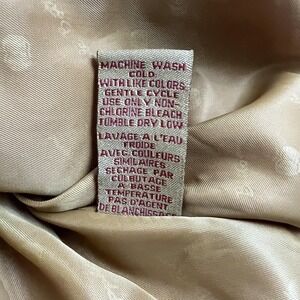 MACHINE WASH
COLD
WITH LIKE COLORS
GENTLE CYCLE
USE ONLY NON-
CHLORINE BLEACH
TUMBLE DRY LOW
LAVAGE A L'EAU
FROIDE
AVEC COULEURS
SIMILAIRES
SECHAGE PAR
CULBUTAGE
A BASSE
TEMPERATURE
PAS D'AGENT
DE BLANCHISSAGE